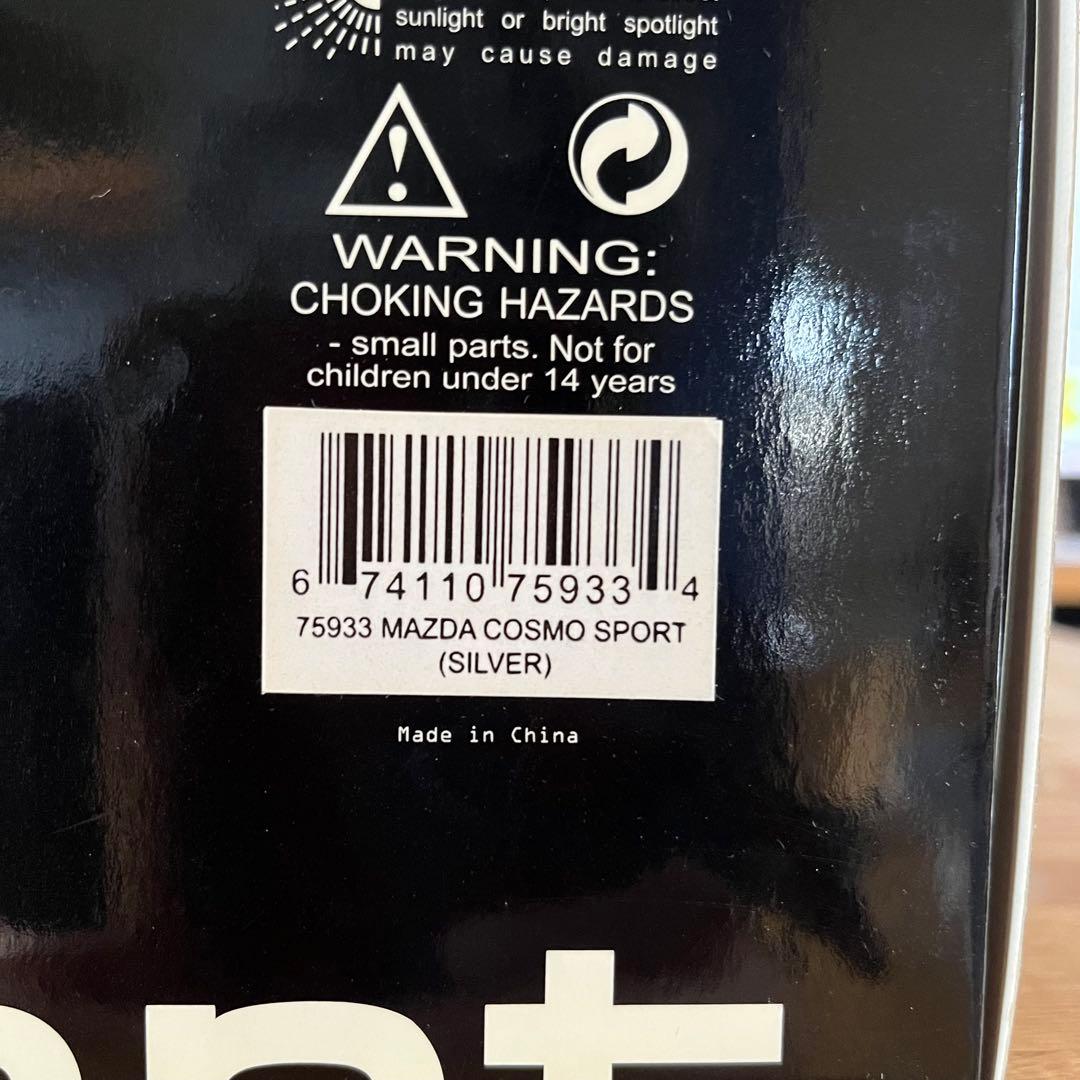 sunlight or bright spotlight
may cause damage
WARNING:
CHOKING HAZARDS
- small parts. Not for
children under 14 years
6 74110 75933 4
75933 MAZDA COSMO SPORT
(SILVER)
Made in China